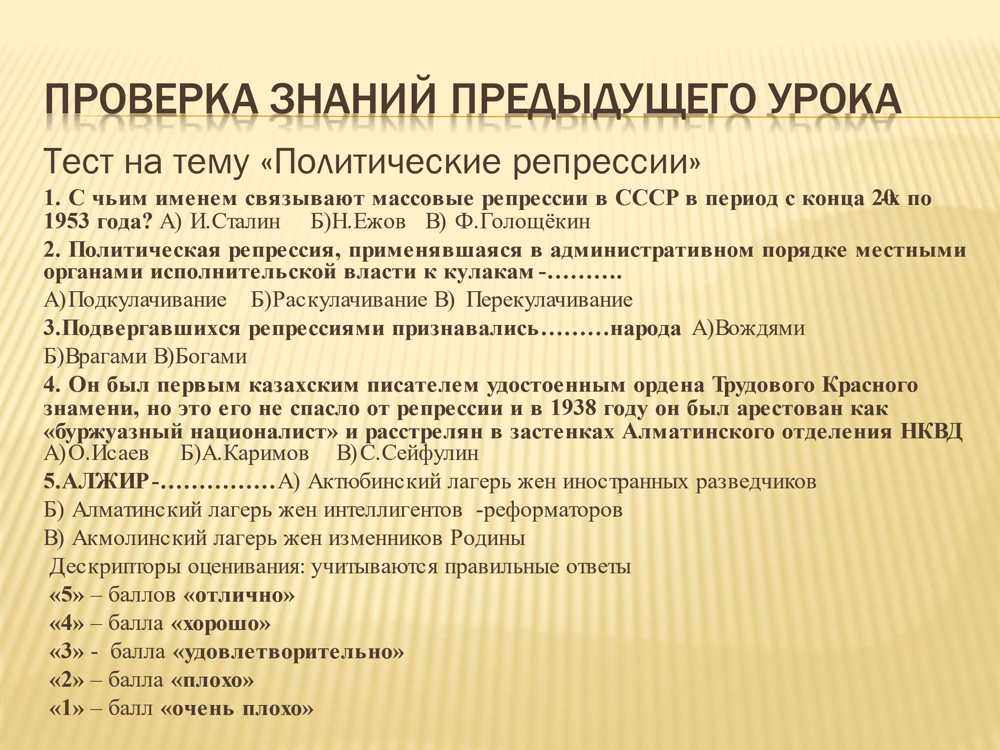 ПРОВЕРКА ЗНАНИЙ ПРЕДЫДУЩЕГО УРОКА
Тест на тему «Политические репрессии»
1. С чьим именем связывают массовые репрессии в СССР в период с конца 20-х по
1953 года? А) И.Сталин Б)Н.Ежов В) Ф.Голощёкин
2. Политическая репрессия, применявшаяся в административном порядке местными
органами исполнительской власти к кулакам -……….
А)Подкулачивание Б)Раскулачивание В) Перекулачивание
3.Подвергавшихся репрессиями признавались………народа А)Вождями
Б)Врагами В)Богами
4. Он был первым казахским писателем удостоенным ордена Трудового Красного
знамени, но это его не спасло от репрессии и в 1938 году он был арестован как
«буржуазный националист» и расстрелян в застенках Алматинского отделения НКВД
А)О.Исаев Б)А.Каримов В)С.Сейфулин
5.АЛЖИР-……………А) Актюбинский лагерь жен иностранных разведчиков
Б) Алматинский лагерь жен интеллигентов -реформаторов
В) Акмолинский лагерь жен изменников Родины
Дескрипторы оценивания: учитываются правильные ответы
«5» – баллов «отлично»
«4» – балла «хорошо»
«3» - балла «удовлетворительно»
«2» – балла «плохо»
«1» – балл «очень плохо»